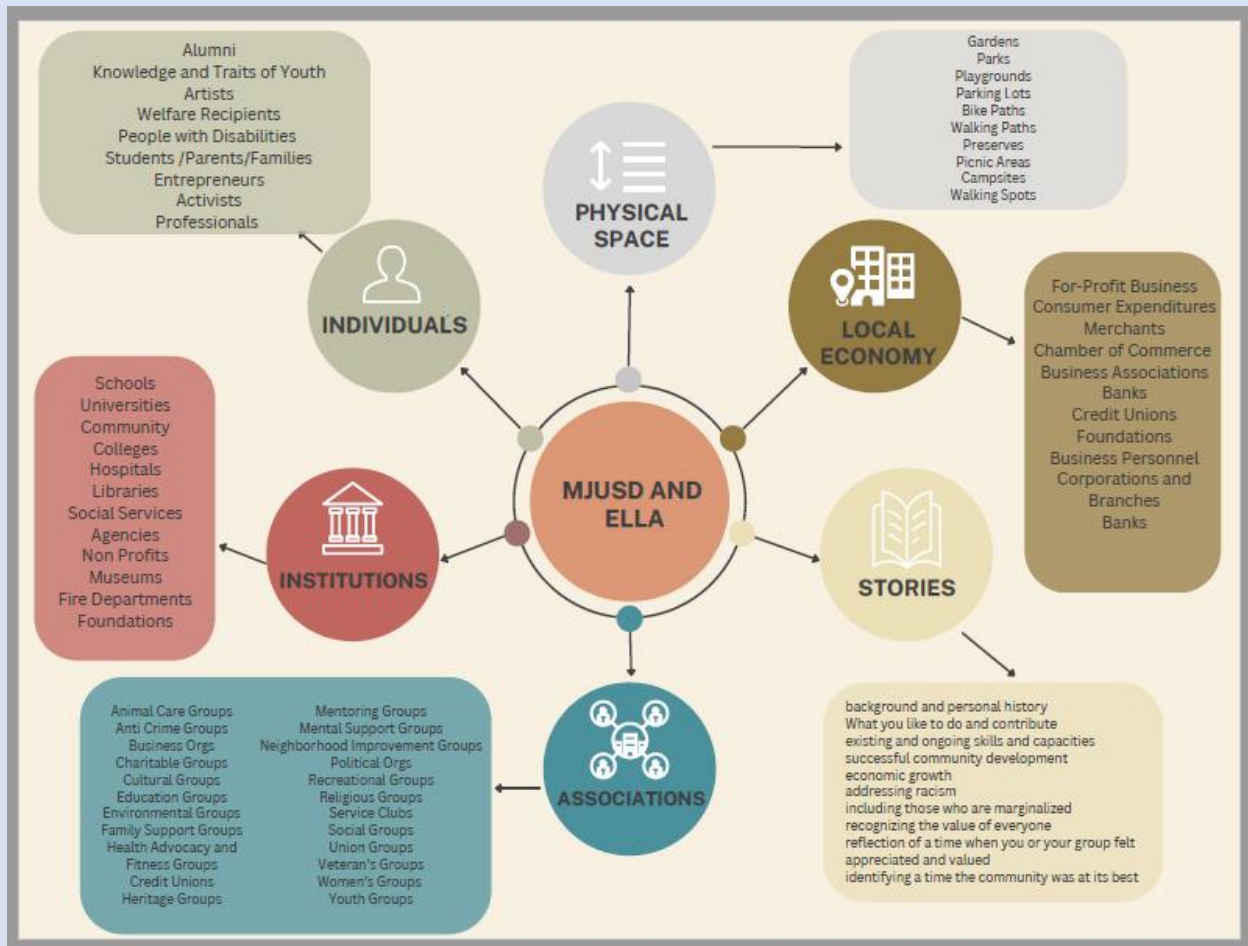 MJUSD AND
ELLA
INDIVIDUALS
Alumni
Knowledge and Traits of Youth
Artists
Welfare Recipients
People with Disabilities
Students /Parents/Families
Entrepreneurs
Activists
Professionals
PHYSICAL
SPACE
Gardens
Parks
Playgrounds
Parking Lots
Bike Paths
Walking Paths
Preserves
Picnic Areas
Campsites
Walking Spots
LOCAL
ECONOMY
For-Profit Business
Consumer Expenditures
Merchants
Chamber of Commerce
Business Associations
Banks
Credit Unions
Foundations
Business Personnel
Corporations and
Branches
Banks
STORIES
background and personal history
What you like to do and contribute
existing and ongoing skills and capacities
successful community development
economic growth
addressing racism
including those who are marginalized
recognizing the value of everyone
reflection of a time when you or your group felt
appreciated and valued
identifying a time the community was at its best
ASSOCIATIONS
Animal Care Groups
Anti Crime Groups
Business Orgs
Charitable Groups
Cultural Groups
Education Groups
Environmental Groups
Family Support Groups
Health Advocacy and
Fitness Groups
Credit Unions
Heritage Groups
Mentoring Groups
Mental Support Groups
Neighborhood Improvement Groups
Political Orgs
Recreational Groups
Religious Groups
Service Clubs
Social Groups
Union Groups
Veteran's Groups
Women's Groups
Youth Groups
INSTITUTIONS
Schools
Universities
Community
Colleges
Hospitals
Libraries
Social Services
Agencies
Non Profits
Museums
Fire Departments
Foundations